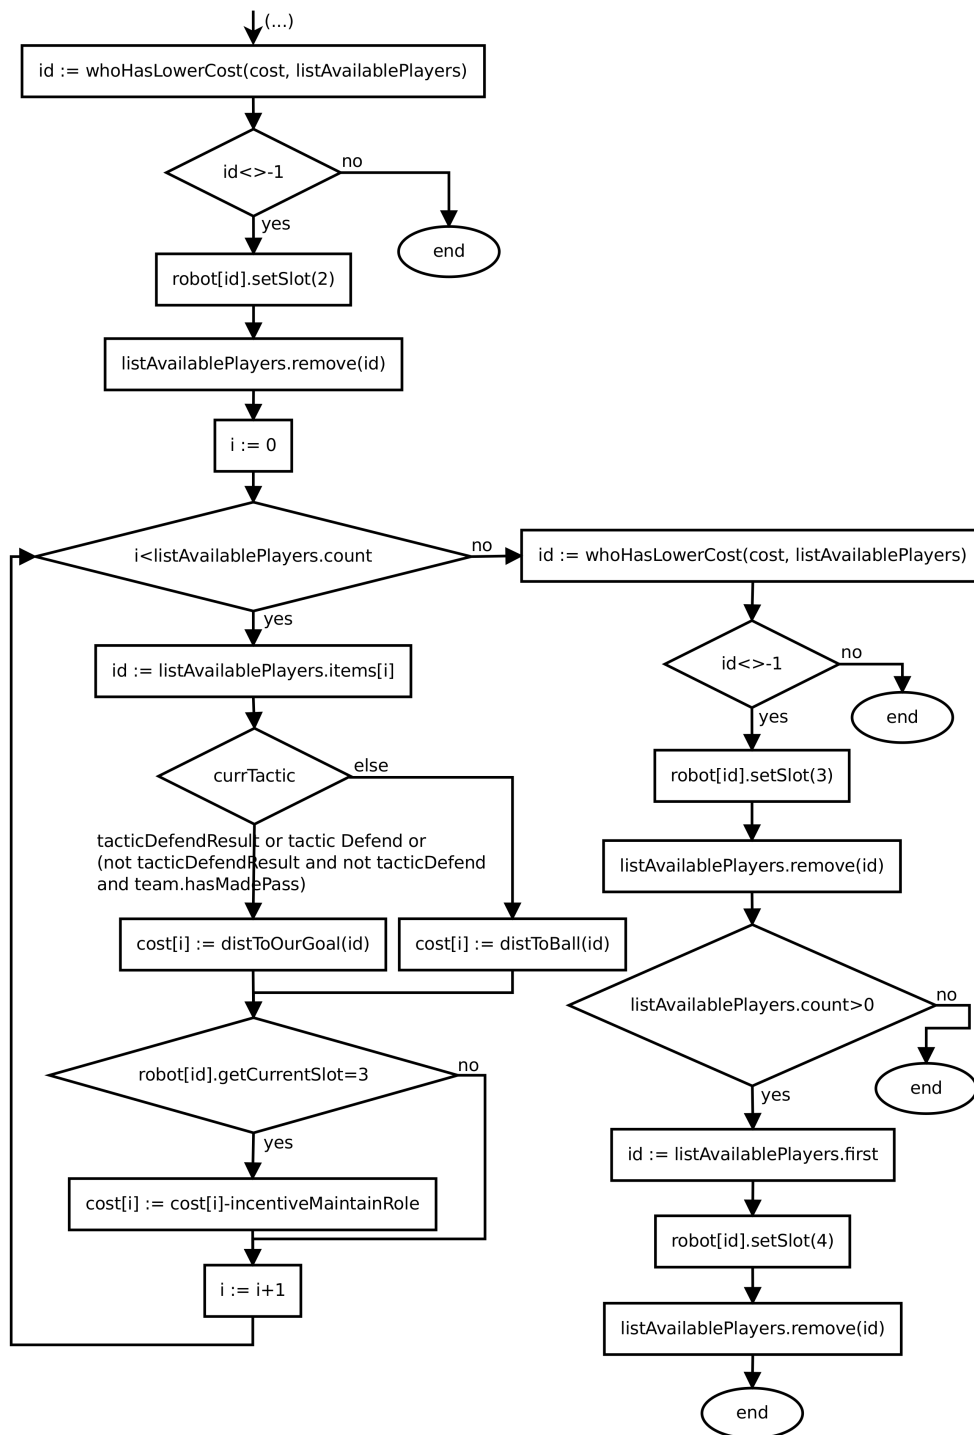 (...)
id := whoHasLowerCost(cost, listAvailablePlayers)
id<>-1
no
yes
end
robot[id].setSlot(2)
listAvailablePlayers.remove(id)
i := 0
i<listAvailablePlayers.count
no
yes
id := listAvailablePlayers.items[i]
currTactic
else
tacticDefendResult or tactic Defend or
(not tacticDefendResult and not tacticDefend
and team.hasMadePass)
cost[i] := distToOurGoal(id)
cost[i] := distToBall(id)
robot[id].getCurrentSlot=3
no
yes
cost[i] := cost[i]-incentiveMaintainRole
i := i+1
id := whoHasLowerCost(cost, listAvailablePlayers)
id<>-1
no
yes
end
robot[id].setSlot(3)
listAvailablePlayers.remove(id)
listAvailablePlayers.count>0
no
yes
end
id := listAvailablePlayers.first
robot[id].setSlot(4)
listAvailablePlayers.remove(id)
end